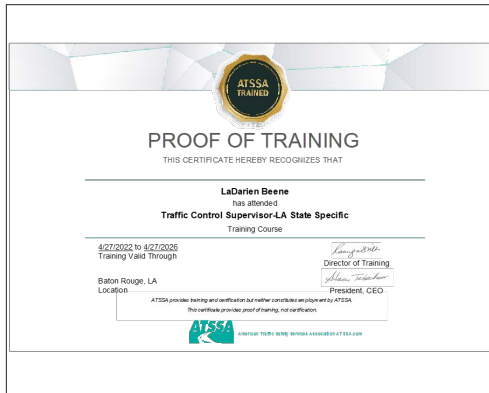 ATSSA
TRAINED
PROOF OF TRAINING
THIS CERTIFICATE HEREBY RECOGNIZES THAT
LaDarien Beene
has attended
Traffic Control Supervisor-LA State Specific
Training Course
4/27/2022 to 4/27/2026
Training Valid Through
Director of Training
Baton Rouge, LA
Location
President, CEO
ATSSA provides training and certification but neither constitutes employment by ATSSA.
This certificate provides proof of training, not certification.
ATSSA
American Traffic Safety Services Association ATSSA.com